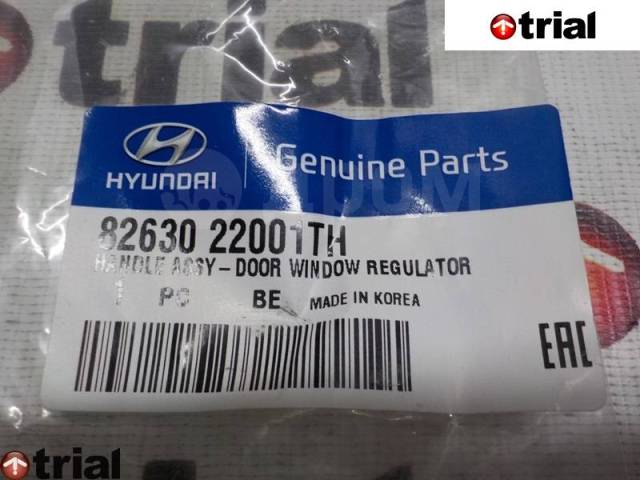 trial
trial
HYUNDAI
Genuine Parts
82630 22001TH
HANDLE ASSY-DOOR WINDOW REGULATOR
1 PC BE MADE IN KOREA
EAC
trial